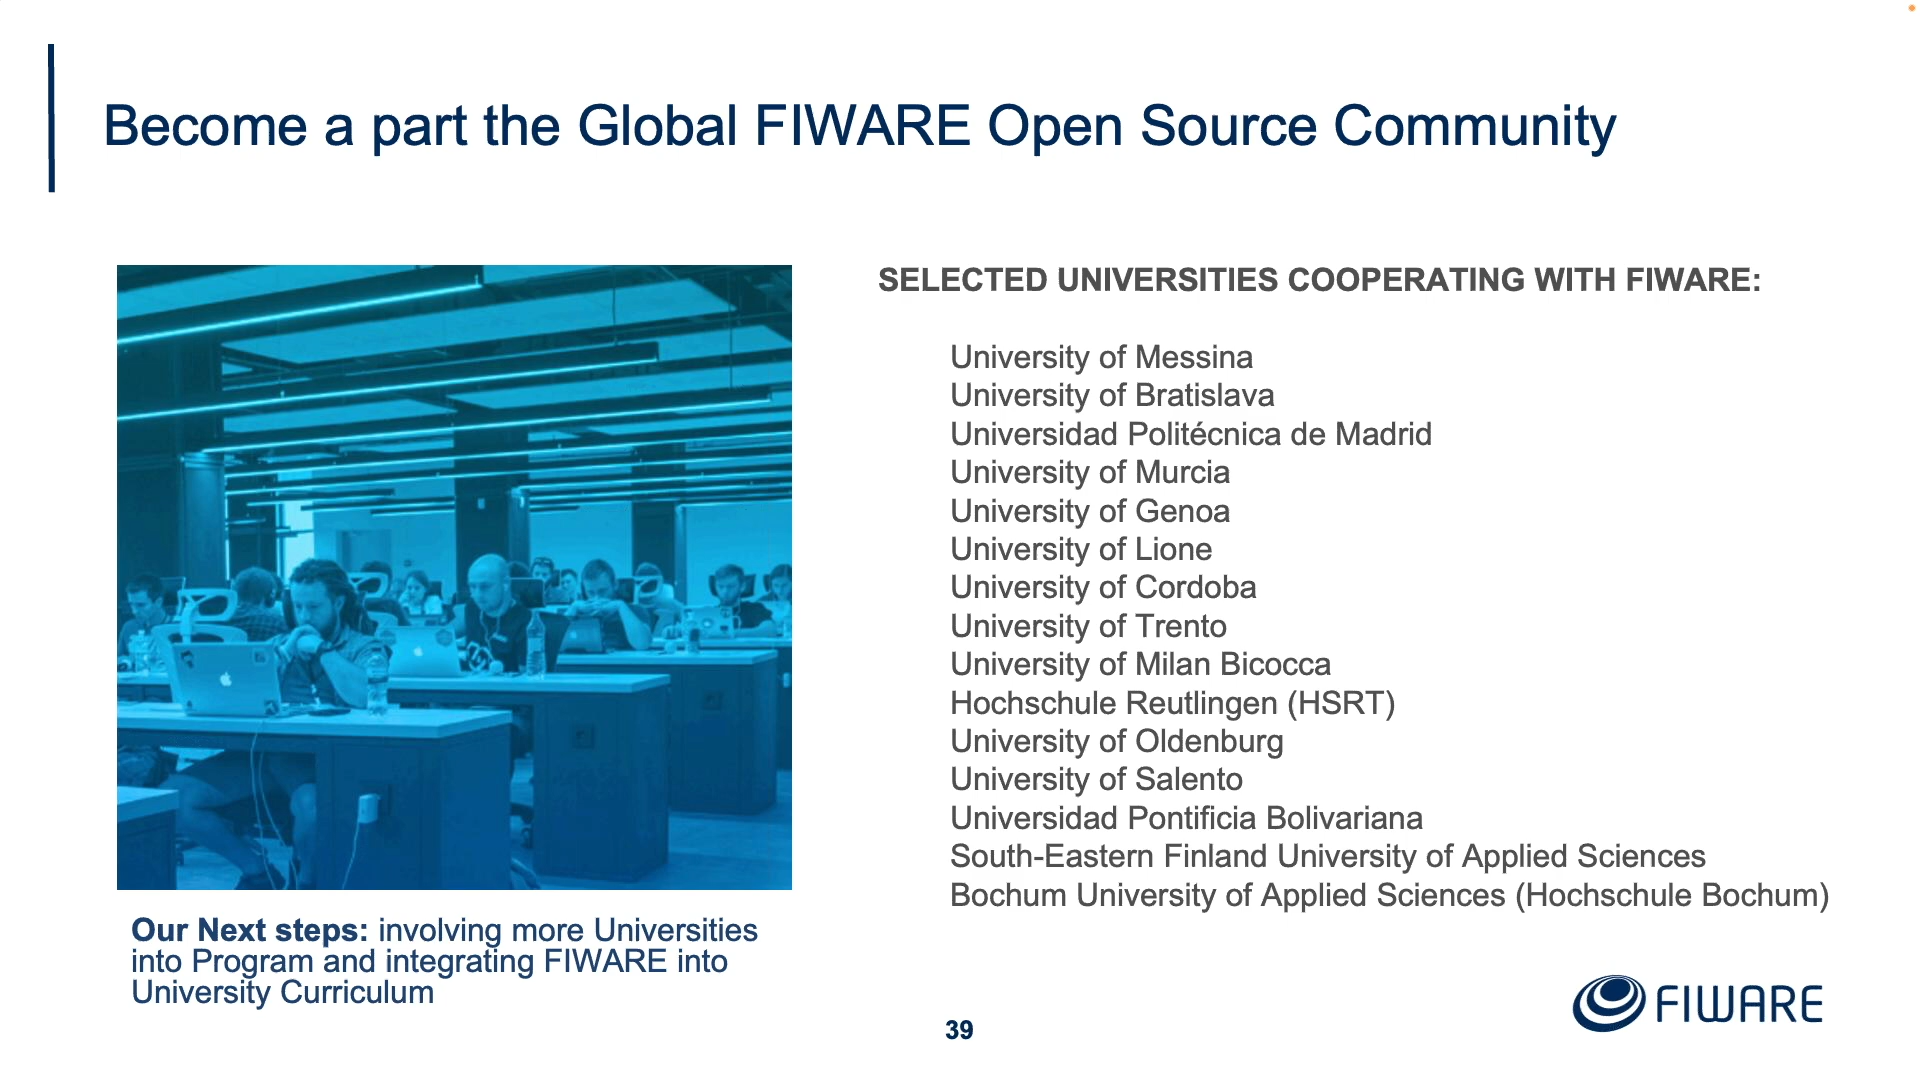 Become a part the Global FIWARE Open Source Community
SELECTED UNIVERSITIES COOPERATING WITH FIWARE:
University of Messina
University of Bratislava
Universidad Politécnica de Madrid
University of Murcia
University of Genoa
University of Lione
University of Cordoba
University of Trento
University of Milan Bicocca
Hochschule Reutlingen (HSRT)
University of Oldenburg
University of Salento
Universidad Pontificia Bolivariana
South-Eastern Finland University of Applied Sciences
Bochum University of Applied Sciences (Hochschule Bochum)
Our Next steps: involving more Universities
into Program and integrating FIWARE into
University Curriculum
FIWARE
39